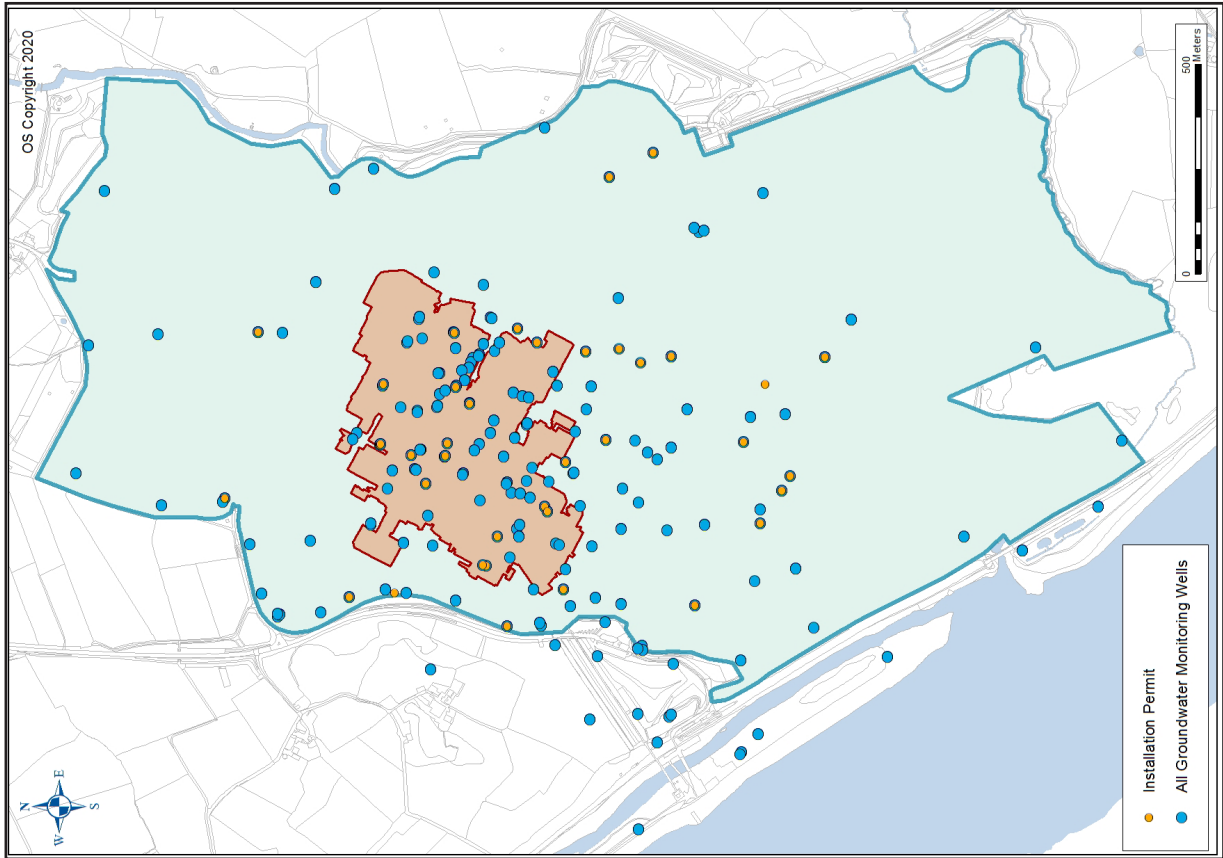 OS Copyright 2020
N
W E
S
Installation Permit
All Groundwater Monitoring Wells
0 500
Meters